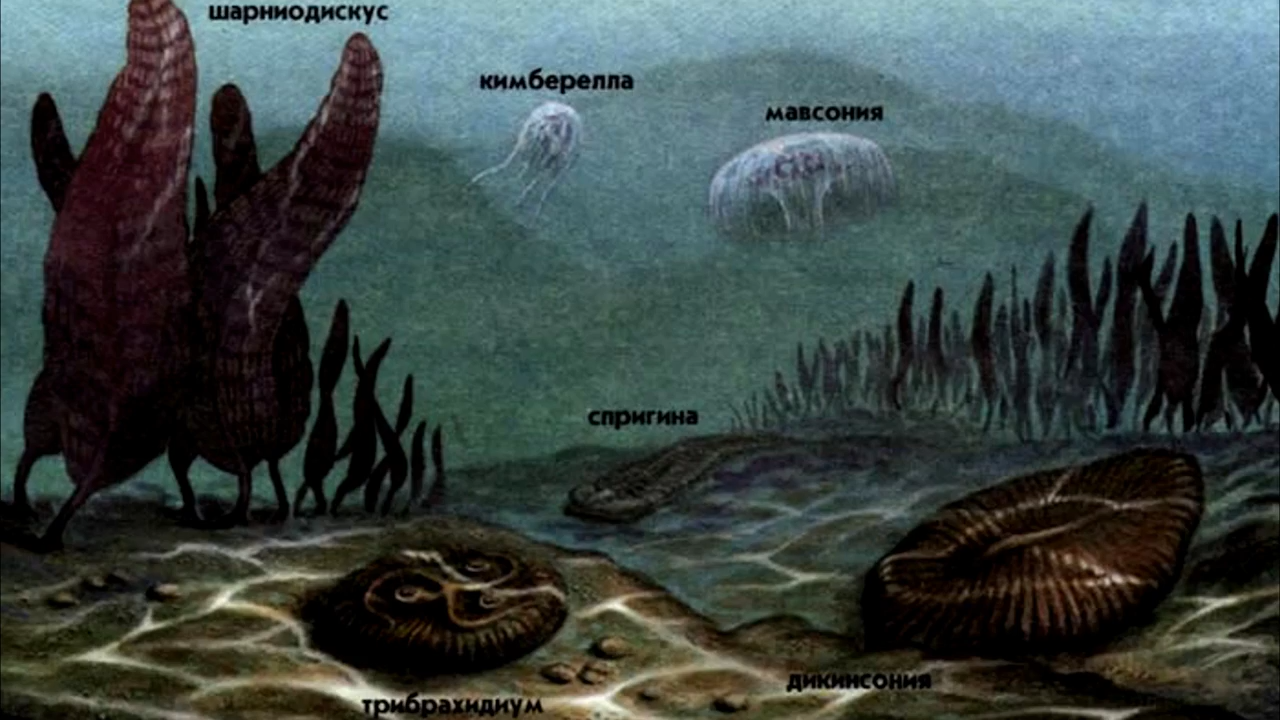 шарниодискус
кимберелла
мавсония
спригина
дикинсония
трибрахидиум